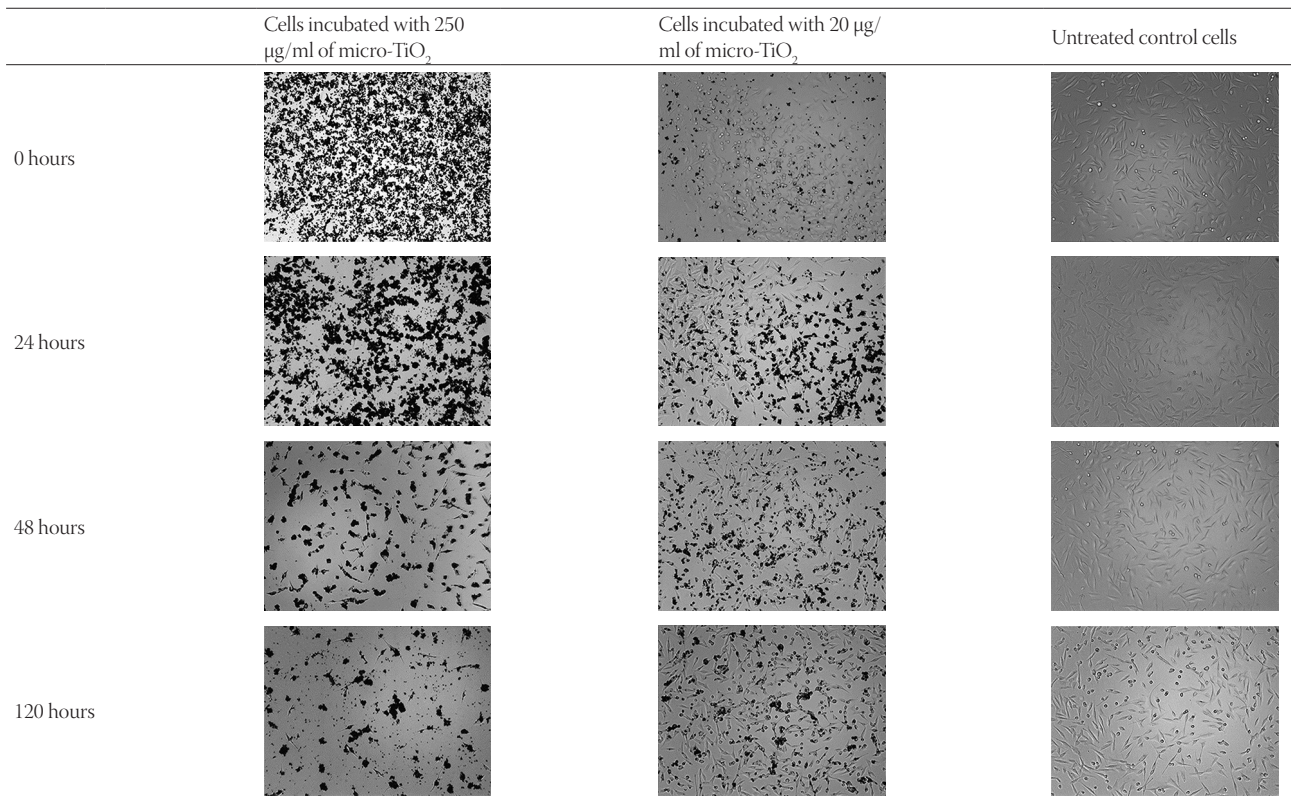 Cells incubated with 250
μg/ml of micro-TiO₂
Cells incubated with 20 μg/
ml of micro-TiO₂
Untreated control cells
0 hours
24 hours
48 hours
120 hours